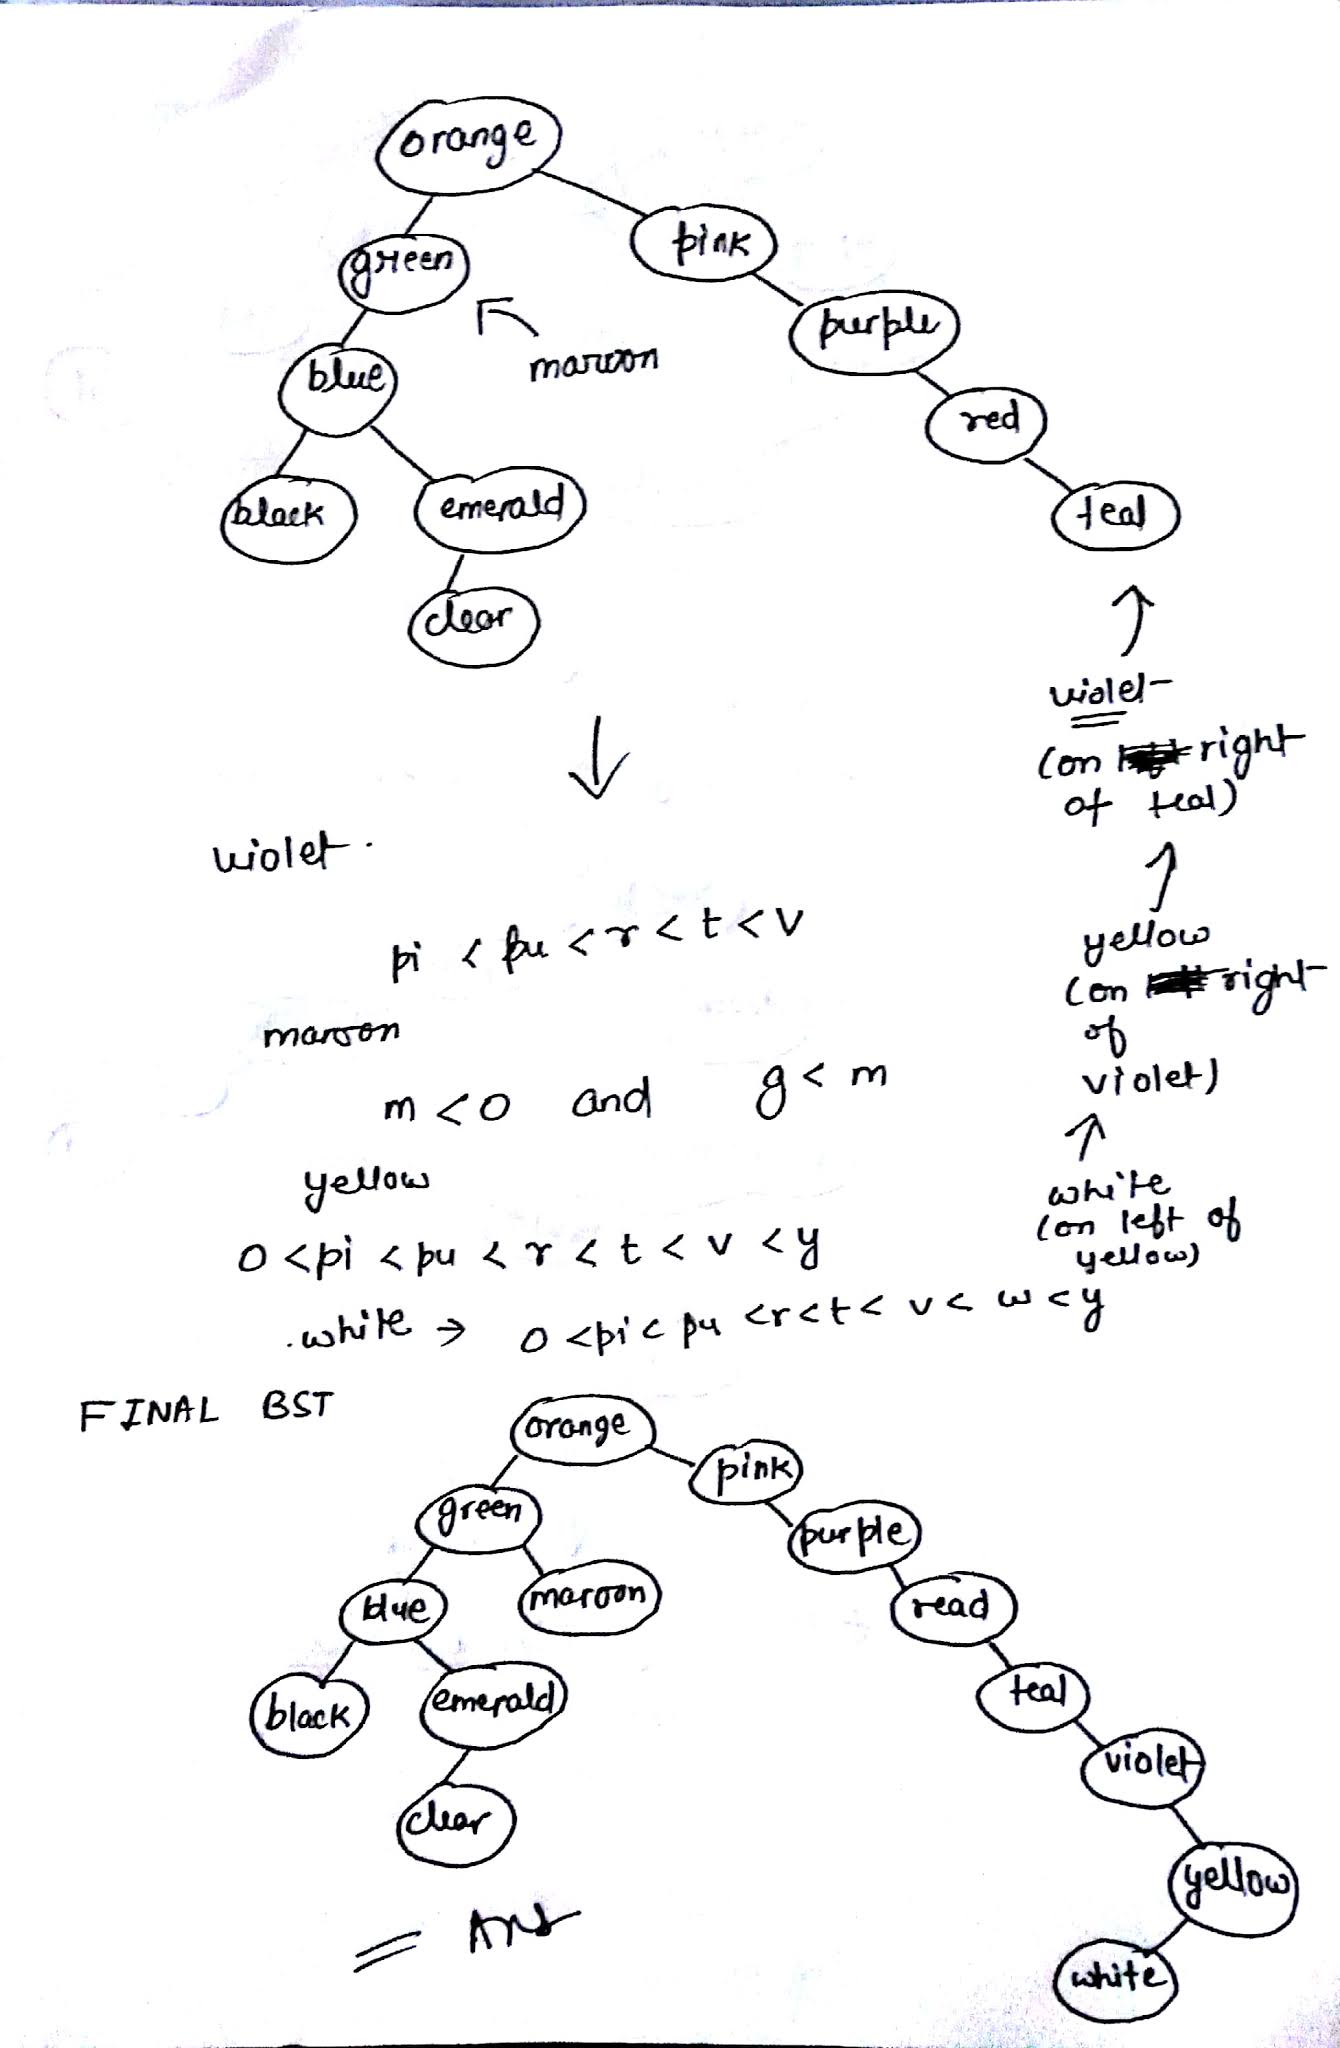 orange
green
pink
maroon
purple
blue
red
black
emerald
teal
clear
violet
(on right
of teal)
violet.
pi < pu < r < t < v
yellow
(on right
of
violet)
maroon
m < o and g < m
yellow
white
(on left of
yellow)
o < pi < pu < r < t < v < y
.white → o < pi < pu < r < t < v < w < y
FINAL BST
orange
pink
green
purple
blue
maroon
read
black
emerald
teal
violet
clear
yellow
= Ans
white